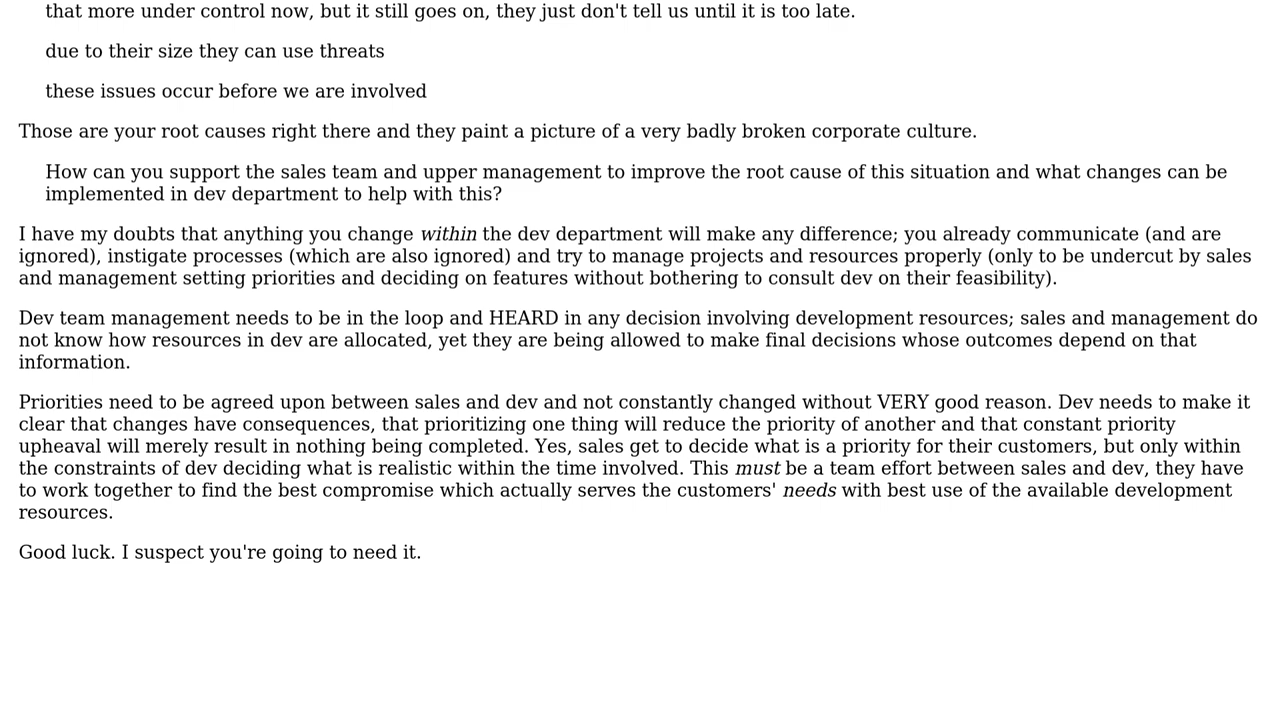 that more under control now, but it still goes on, they just don't tell us until it is too late.
due to their size they can use threats
these issues occur before we are involved
Those are your root causes right there and they paint a picture of a very badly broken corporate culture.
How can you support the sales team and upper management to improve the root cause of this situation and what changes can be
implemented in dev department to help with this?
I have my doubts that anything you change within the dev department will make any difference; you already communicate (and are
ignored), instigate processes (which are also ignored) and try to manage projects and resources properly (only to be undercut by sales
and management setting priorities and deciding on features without bothering to consult dev on their feasibility).
Dev team management needs to be in the loop and HEARD in any decision involving development resources; sales and management do
not know how resources in dev are allocated, yet they are being allowed to make final decisions whose outcomes depend on that
information.
Priorities need to be agreed upon between sales and dev and not constantly changed without VERY good reason. Dev needs to make it
clear that changes have consequences, that prioritizing one thing will reduce the priority of another and that constant priority
upheaval will merely result in nothing being completed. Yes, sales get to decide what is a priority for their customers, but only within
the constraints of dev deciding what is realistic within the time involved. This must be a team effort between sales and dev, they have
to work together to find the best compromise which actually serves the customers' needs with best use of the available development
resources.
Good luck. I suspect you're going to need it.